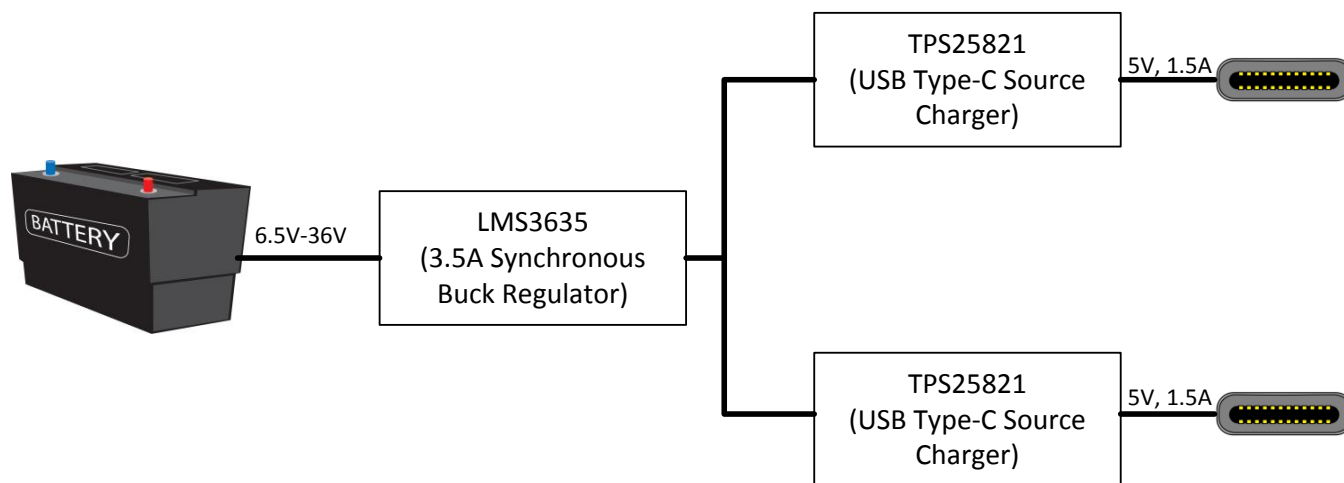 BATTERY
6.5V-36V
LMS3635
(3.5A Synchronous
Buck Regulator)
TPS25821
(USB Type-C Source
Charger)
5V, 1.5A
TPS25821
(USB Type-C Source
Charger)
5V, 1.5A